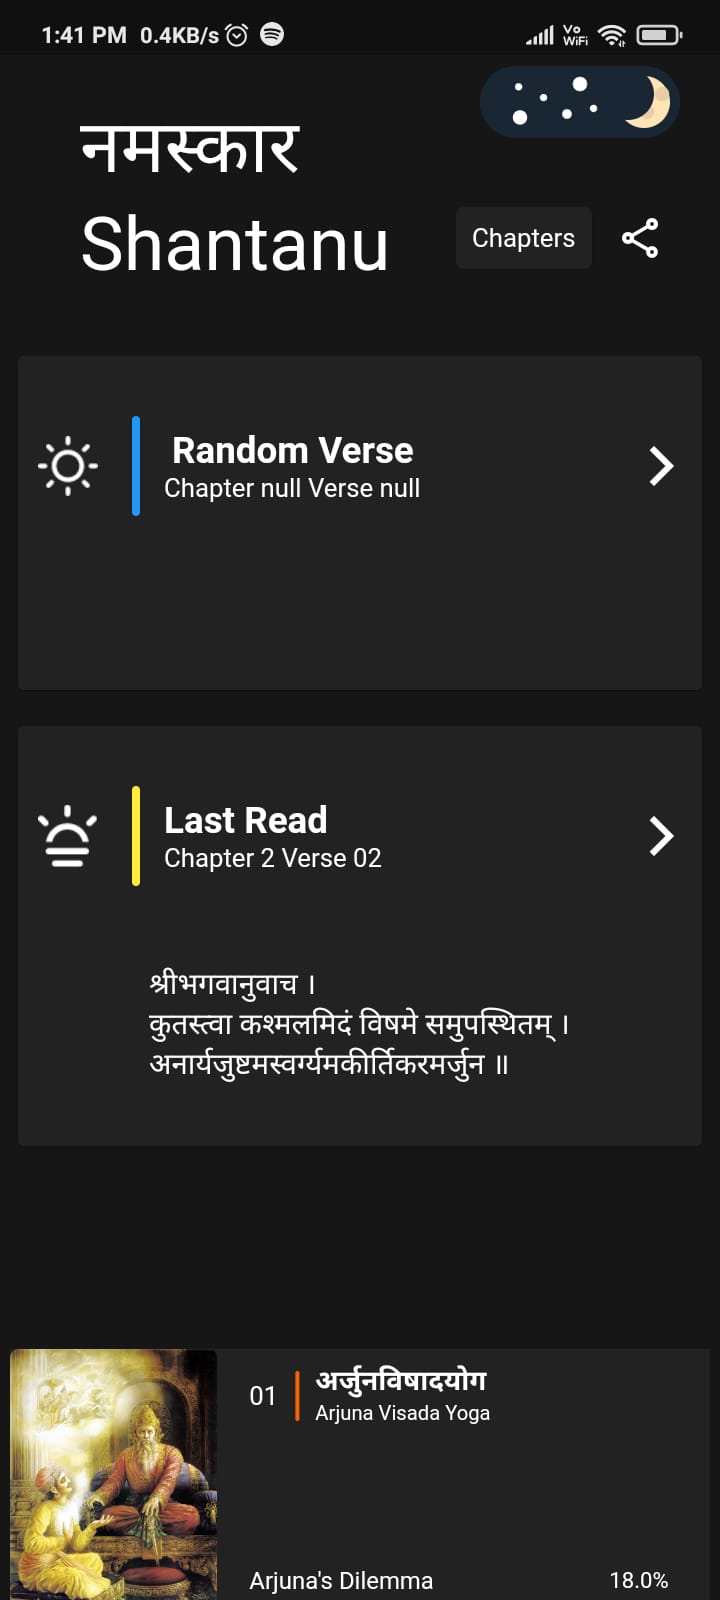 1:41 PM 0.4KB/s Vo WiFi
नमस्कार
Shantanu
Chapters
Random Verse
Chapter null Verse null
Last Read
Chapter 2 Verse 02
श्रीभगवानुवाच ।
कुतस्त्वा कश्मलमिदं विषमे समुपस्थितम् ।
अनार्यजुष्टमस्वर्ग्यमकीर्तिकरमर्जुन ॥
01
अर्जुनविषादयोग
Arjuna Visada Yoga
Arjuna's Dilemma 18.0%